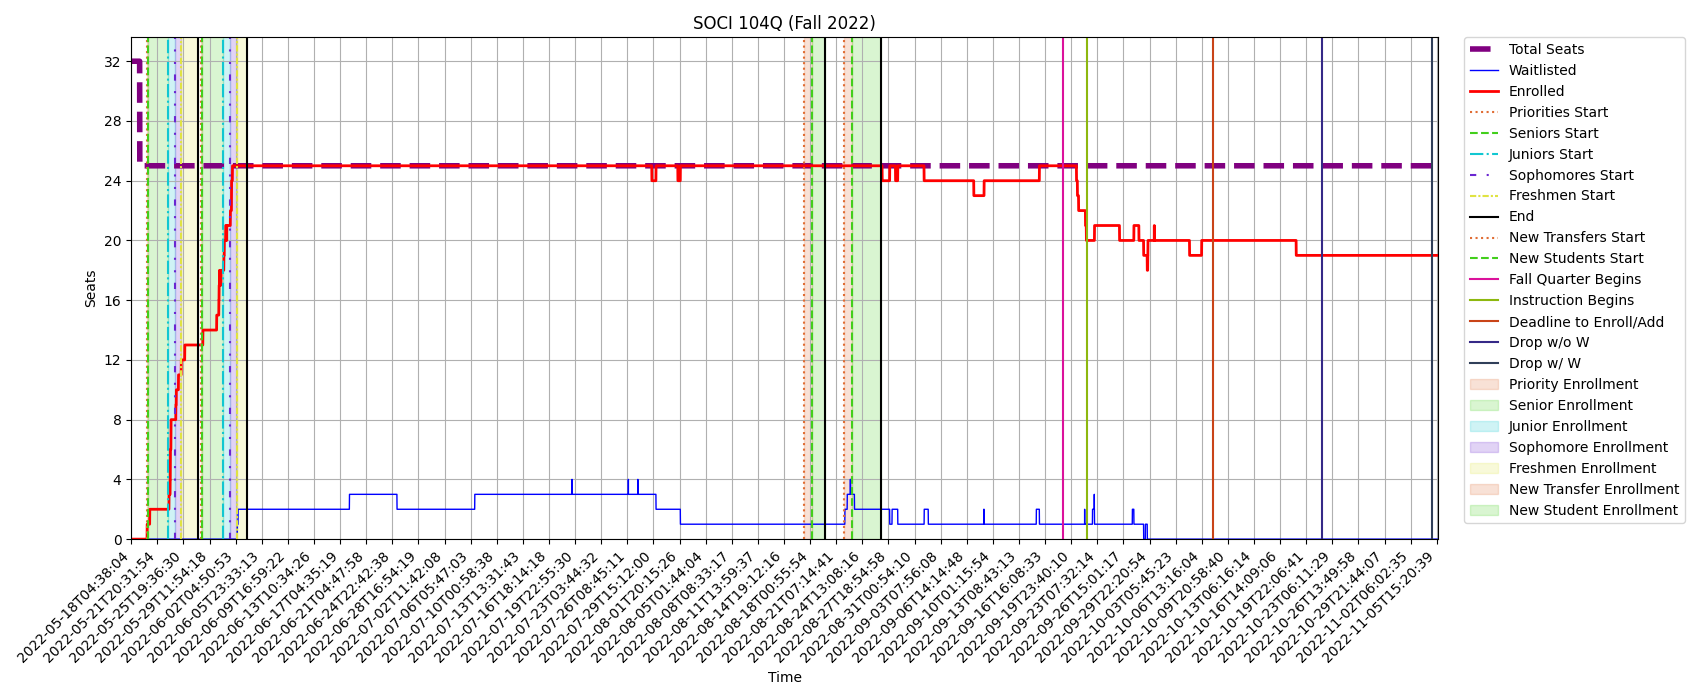 SOCI 104Q (Fall 2022)
Seats
32
28
24
20
16
12
8
4
0
2022-05-18T04:38:04
2022-05-21T20:31:54
2022-05-25T19:36:30
2022-05-29T11:54:18
2022-06-02T04:50:53
2022-06-05T23:33:13
2022-06-09T16:59:22
2022-06-13T10:34:26
2022-06-17T04:35:19
2022-06-21T04:47:58
2022-06-24T22:42:38
2022-06-28T16:54:19
2022-07-02T11:42:08
2022-07-06T05:47:03
2022-07-10T00:58:38
2022-07-13T13:31:43
2022-07-16T18:14:18
2022-07-19T22:55:30
2022-07-23T03:44:32
2022-07-26T08:45:11
2022-07-29T15:12:00
2022-08-01T20:15:26
2022-08-05T01:44:04
2022-08-08T08:33:17
2022-08-11T13:59:37
2022-08-14T19:12:16
2022-08-18T00:55:54
2022-08-21T07:14:41
2022-08-24T13:08:16
2022-08-27T18:54:58
2022-08-31T00:54:10
2022-09-03T07:56:08
2022-09-06T14:14:48
2022-09-10T01:15:54
2022-09-13T08:43:13
2022-09-16T16:08:33
2022-09-19T23:40:10
2022-09-23T07:32:14
2022-09-26T15:01:17
2022-09-29T22:20:54
2022-10-03T05:45:23
2022-10-06T13:16:04
2022-10-09T20:58:40
2022-10-13T06:16:14
2022-10-16T14:09:06
2022-10-19T22:06:41
2022-10-23T06:11:29
2022-10-26T13:49:58
2022-10-29T21:44:07
2022-11-02T06:02:35
2022-11-05T15:20:39
Time
Total Seats
Waitlisted
Enrolled
Priorities Start
Seniors Start
Juniors Start
Sophomores Start
Freshmen Start
End
New Transfers Start
New Students Start
Fall Quarter Begins
Instruction Begins
Deadline to Enroll/Add
Drop w/o W
Drop w/ W
Priority Enrollment
Senior Enrollment
Junior Enrollment
Sophomore Enrollment
Freshmen Enrollment
New Transfer Enrollment
New Student Enrollment